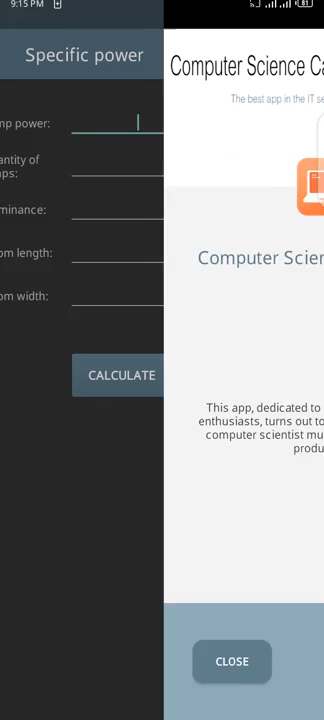 9:15 PM
81
Specific power
mp power:
antity of
mps:
minance:
om length:
om width:
CALCULATE
Computer Science Ca
The best app in the IT se
Computer Scien
This app, dedicated to
enthusiasts, turns out to
computer scientist mu
produ
CLOSE